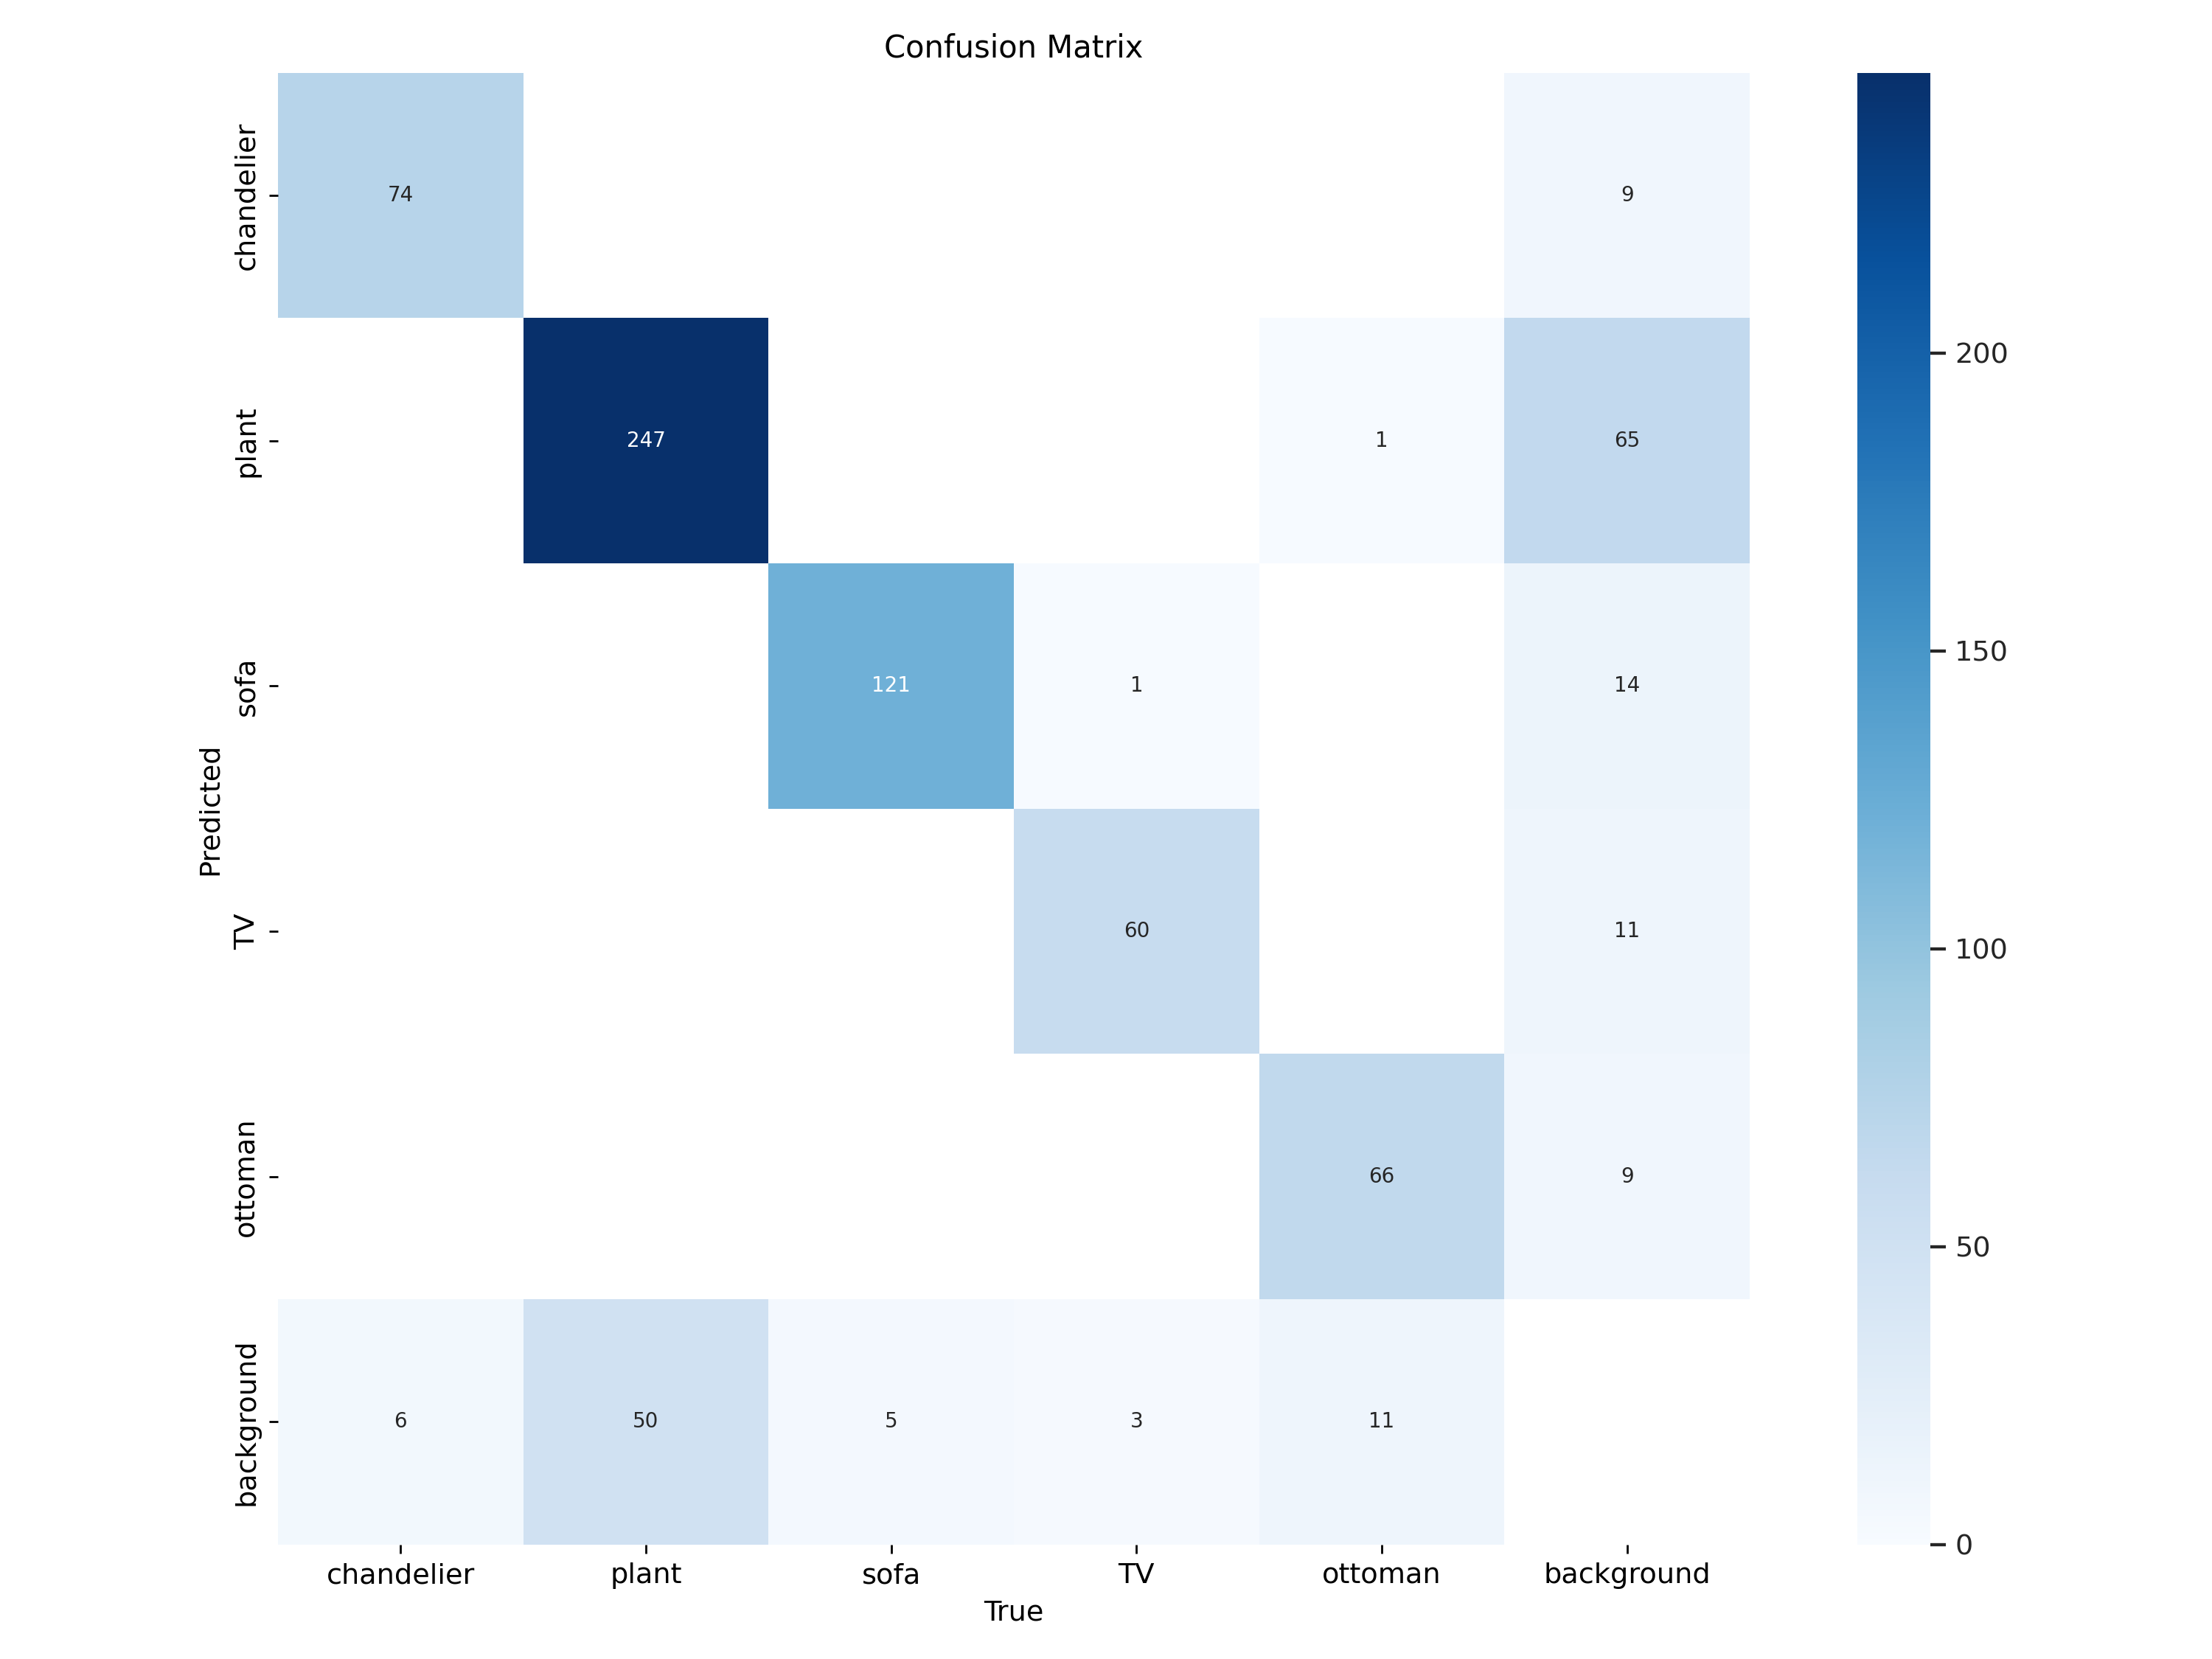 Confusion Matrix
chandelier
74
9
plant
247
1
65
200
sofa
121
1
14
150
Predicted
TV
60
11
100
ottoman
66
9
50
background
6
50
5
3
11
0
chandelier plant sofa TV ottoman background
True